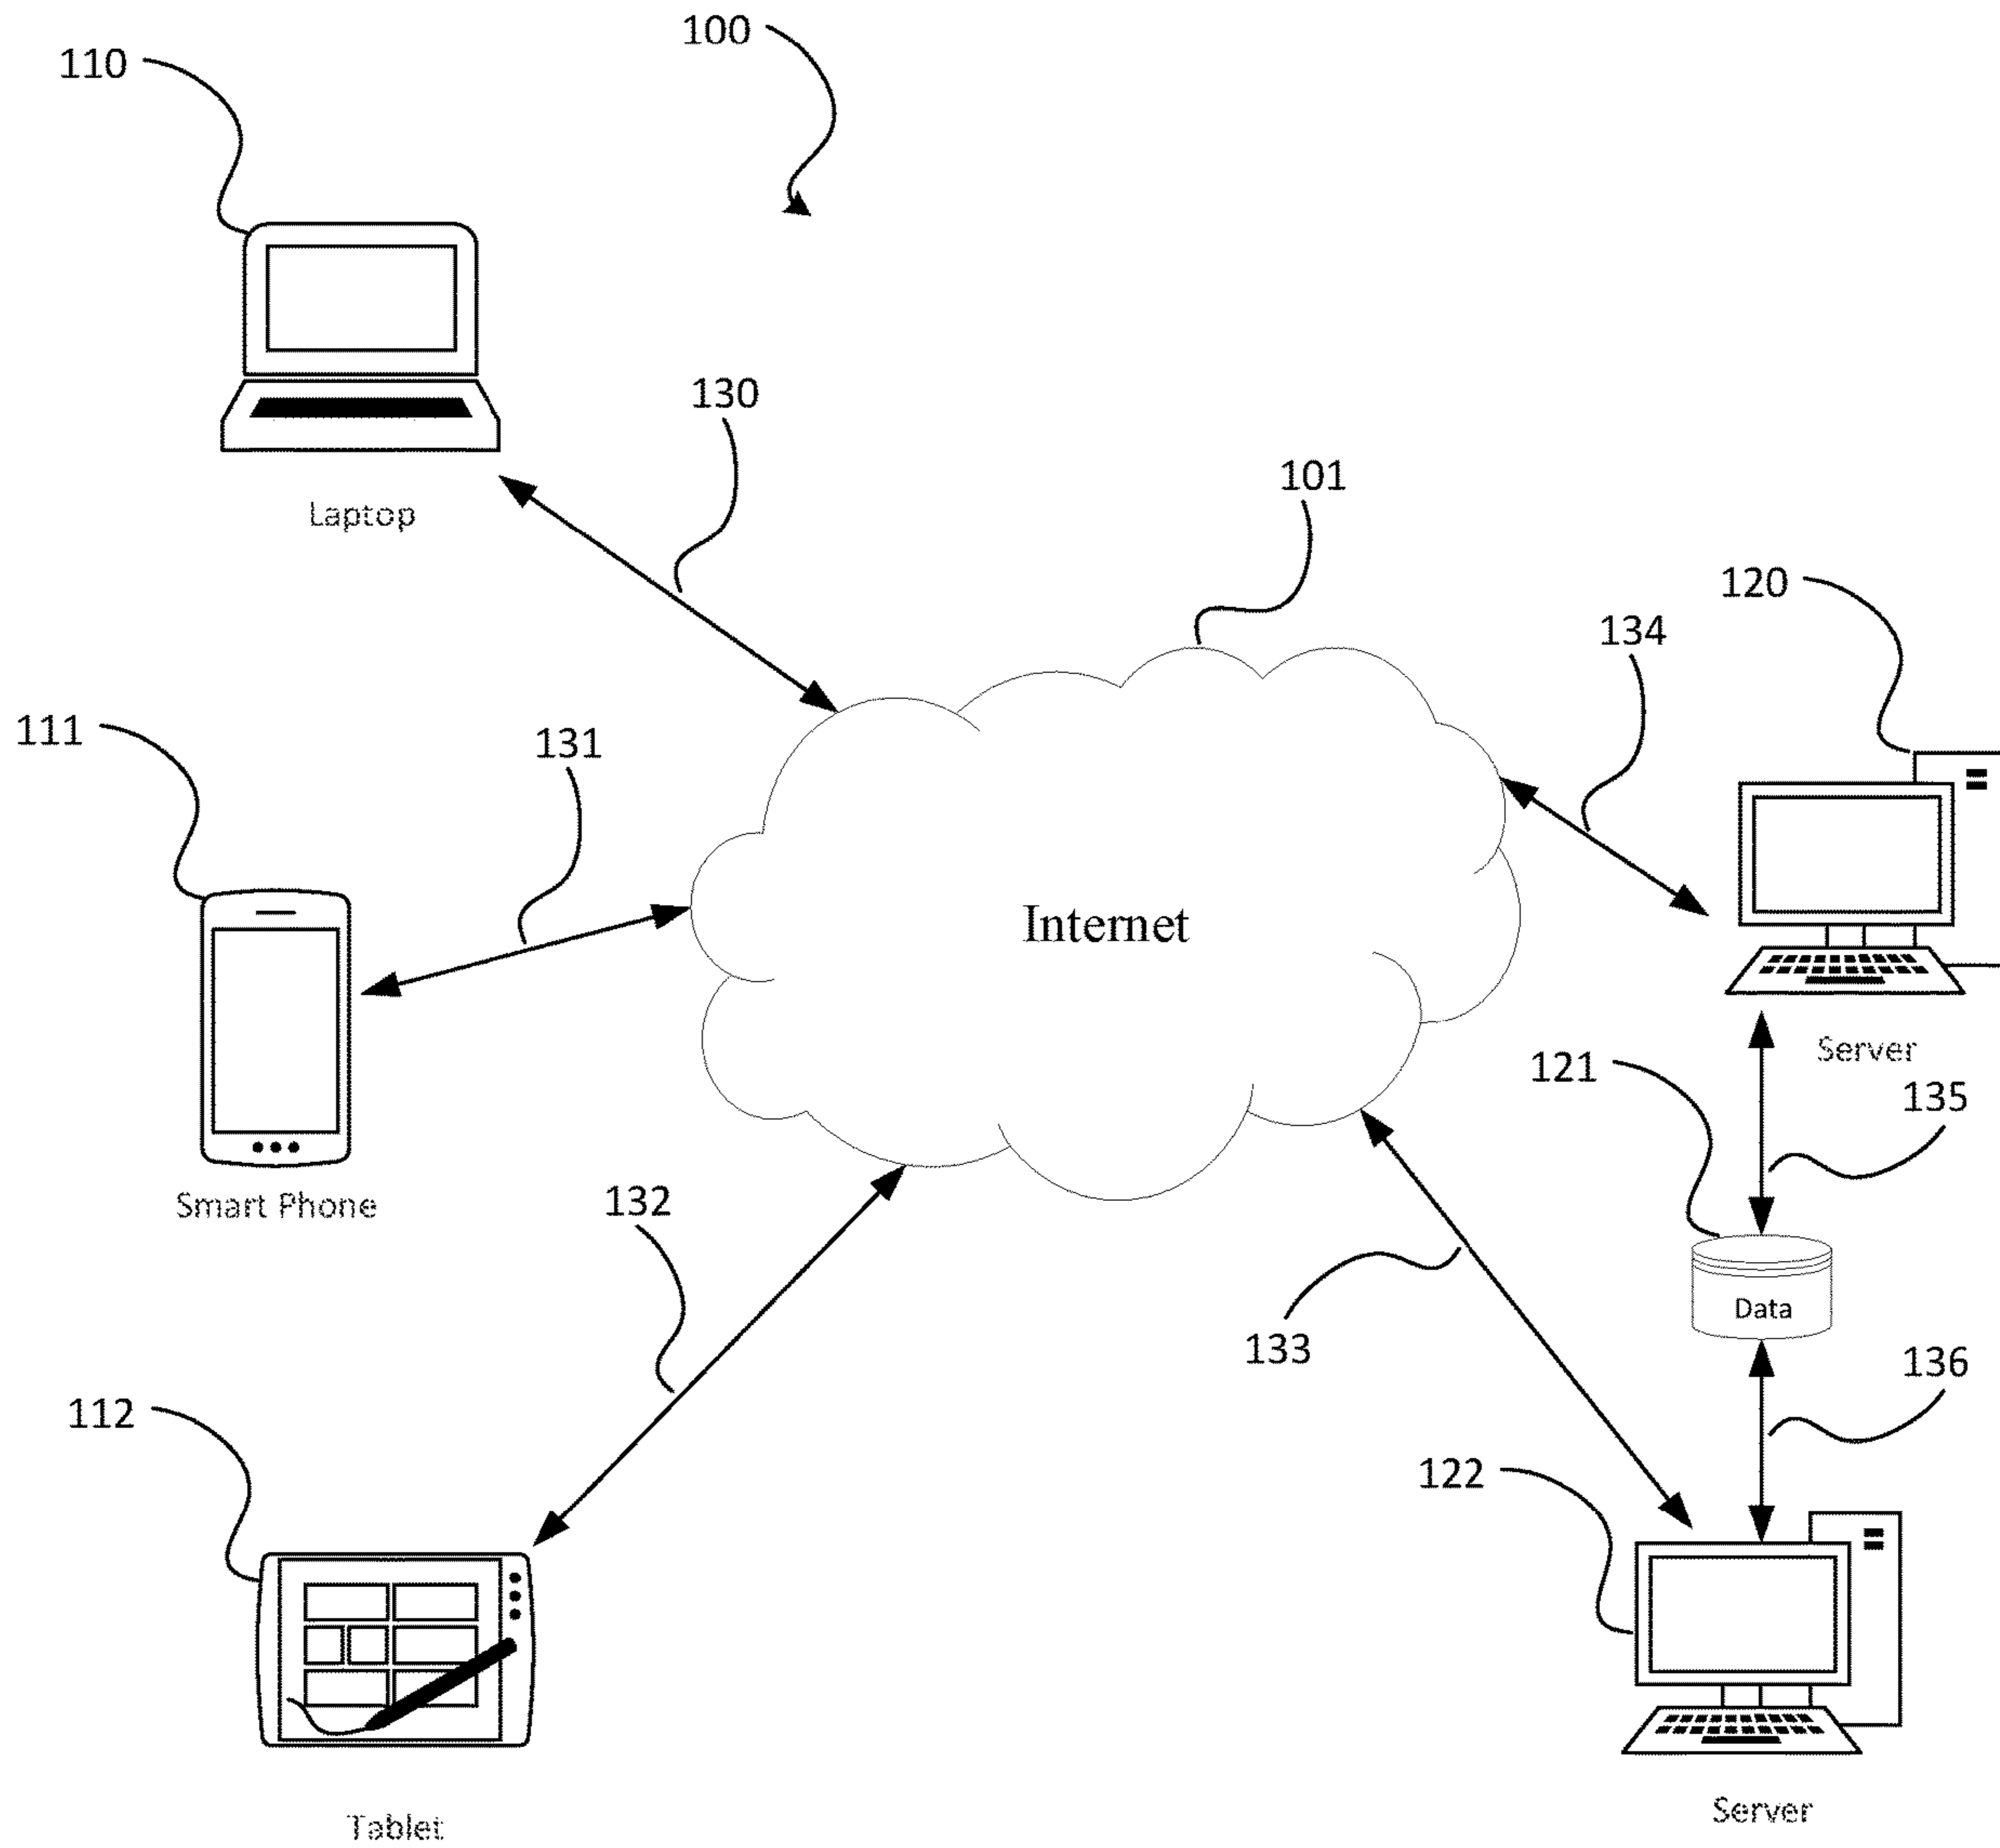 100
110
130
101
120
134
Laptop
111
131
Internet
Server
121
135
Smart Phone
132
Data
133
136
112
122
Server
Tablet